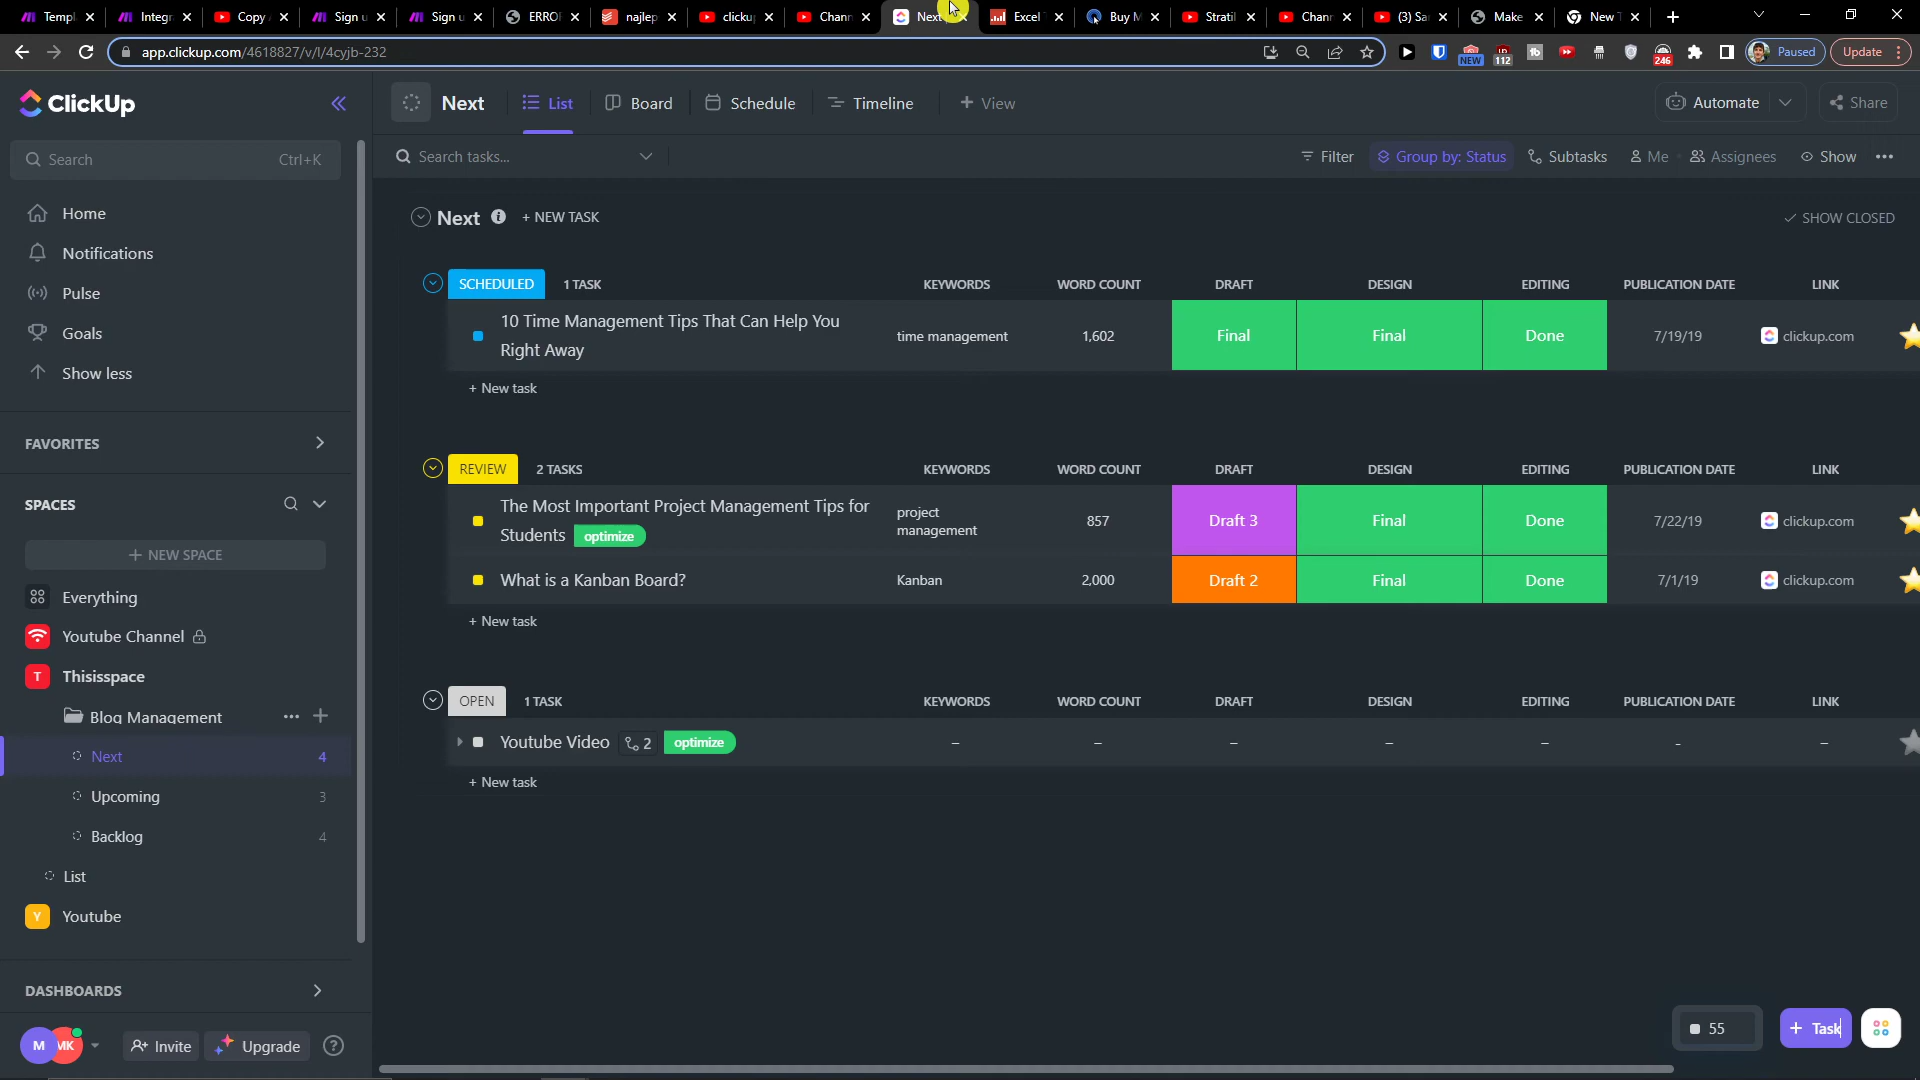 Templ
Integr
Copy
Sign u
Sign u
ERRO
najlep
clicku
Chann
Next
Excel
Buy M
Stratil
Chann
(3) Sa
Make
New
app.clickup.com/4618827/v/l/4cyjb-232
NEW
112
246
Paused
Update
ClickUp
Next
List
Board
Schedule
Timeline
+ View
Automate
Share
Search
Ctrl+K
Search tasks...
Filter
Group by: Status
Subtasks
Me
Assignees
Show
Home
Notifications
Pulse
Goals
Show less
FAVORITES
SPACES
+ NEW SPACE
Everything
Youtube Channel
T
Thisisspace
Blog Management
Next
4
Upcoming
3
Backlog
4
List
Y
Youtube
DASHBOARDS
M
MK
Invite
Upgrade
?
Next
+ NEW TASK
SHOW CLOSED
SCHEDULED 1 TASK KEYWORDS WORD COUNT DRAFT DESIGN EDITING PUBLICATION DATE LINK
10 Time Management Tips That Can Help You
Right Away
time management 1,602 Final Final Done 7/19/19 clickup.com
+ New task
REVIEW 2 TASKS KEYWORDS WORD COUNT DRAFT DESIGN EDITING PUBLICATION DATE LINK
The Most Important Project Management Tips for
Students optimize
project
management
857 Draft 3 Final Done 7/22/19 clickup.com
What is a Kanban Board? Kanban 2,000 Draft 2 Final Done 7/1/19 clickup.com
+ New task
OPEN 1 TASK KEYWORDS WORD COUNT DRAFT DESIGN EDITING PUBLICATION DATE LINK
Youtube Video 2 optimize – – – – – - –
+ New task
55
+ Task